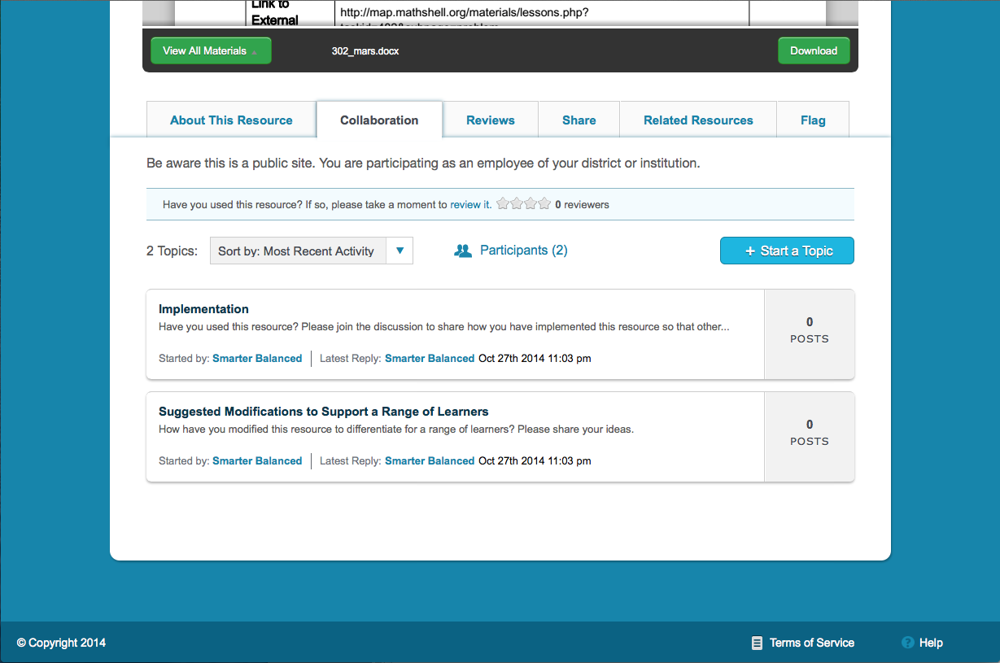 Link to
External
http://map.mathshell.org/materials/lessons.php?
View All Materials
302_mars.docx
Download
About This Resource
Collaboration
Reviews
Share
Related Resources
Flag
Be aware this is a public site. You are participating as an employee of your district or institution.
Have you used this resource? If so, please take a moment to review it. 0 reviewers
2 Topics:
Sort by: Most Recent Activity
Participants (2)
+ Start a Topic
Implementation
Have you used this resource? Please join the discussion to share how you have implemented this resource so that other...
Started by: Smarter Balanced
Latest Reply: Smarter Balanced Oct 27th 2014 11:03 pm
0
POSTS
Suggested Modifications to Support a Range of Learners
How have you modified this resource to differentiate for a range of learners? Please share your ideas.
Started by: Smarter Balanced
Latest Reply: Smarter Balanced Oct 27th 2014 11:03 pm
0
POSTS
© Copyright 2014
Terms of Service
? Help